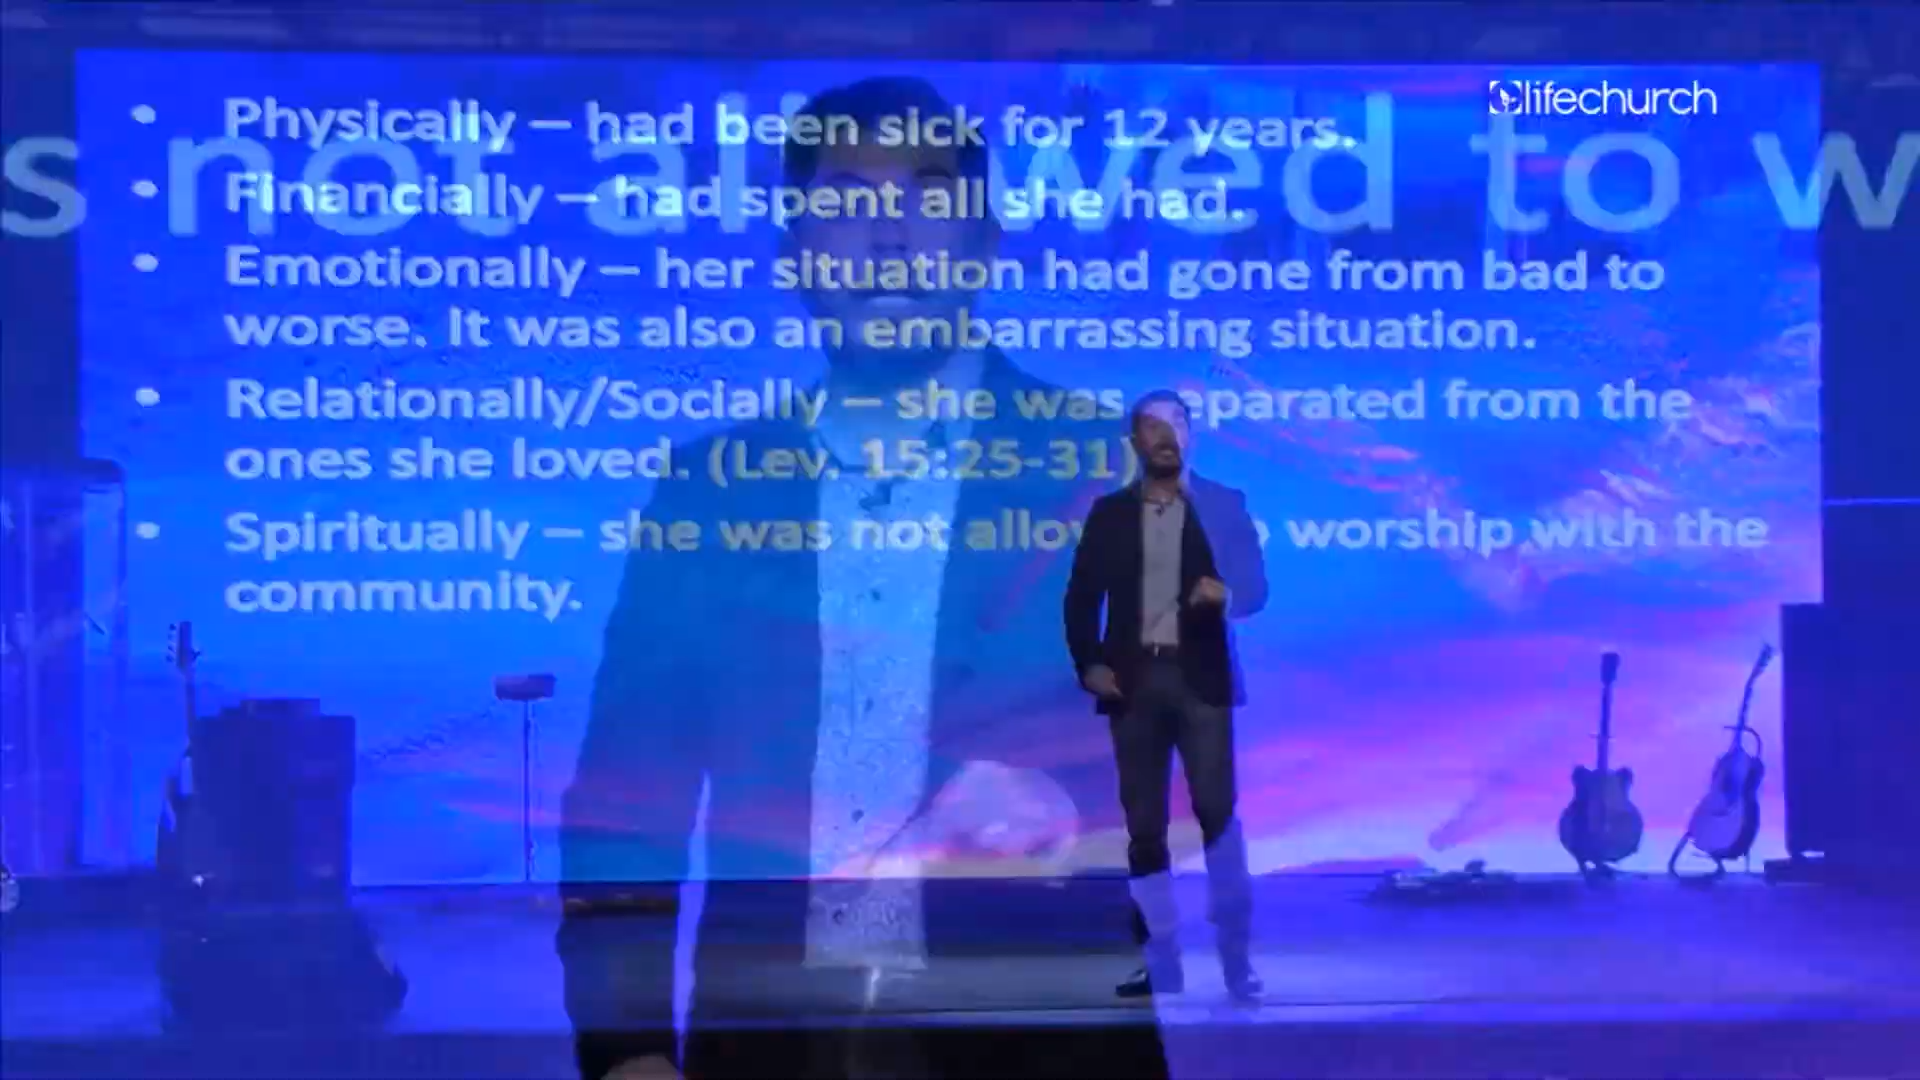 lifechurch
• Physically – had been sick for 12 years.
s not allowed to w
• Financially – had spent all she had.
• Emotionally – her situation had gone from bad to
worse. It was also an embarrassing situation.
• Relationally/Socially – she was separated from the
ones she loved. (Lev. 15:25-31)
• Spiritually – she was not allow worship with the
community.